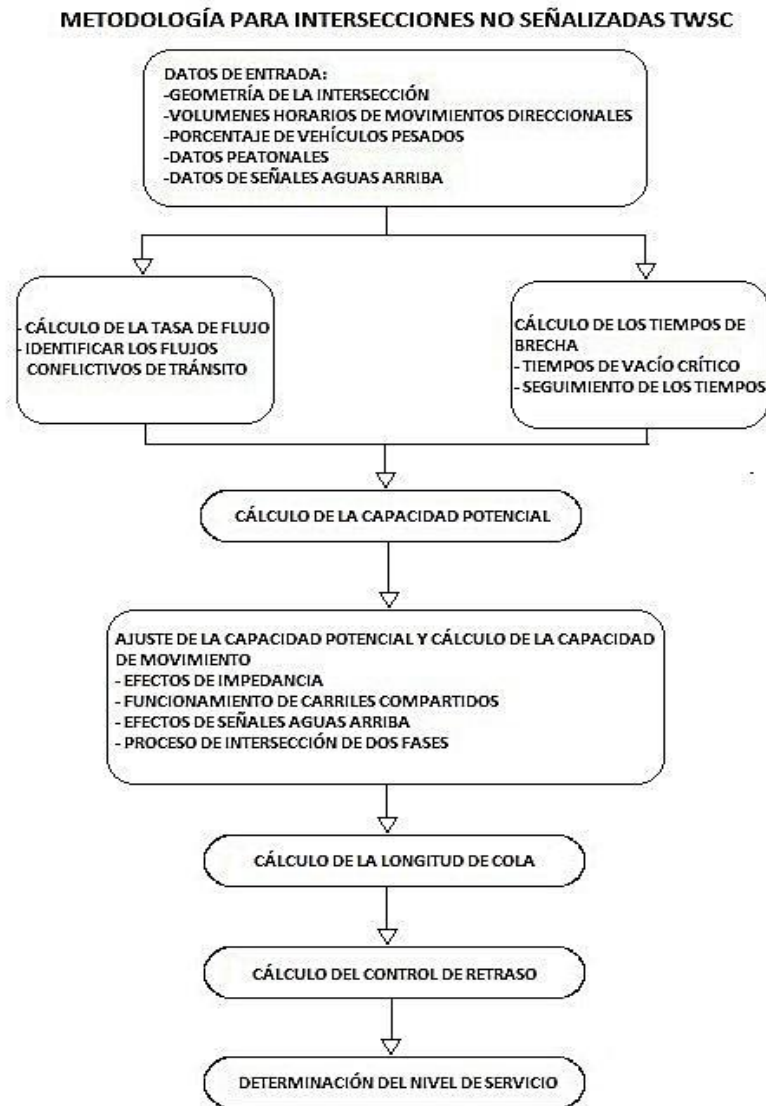 METODOLOGÍA PARA INTERSECCIONES NO SEÑALIZADAS TWSC
DATOS DE ENTRADA:
-GEOMETRÍA DE LA INTERSECCIÓN
-VOLUMENES HORARIOS DE MOVIMIENTOS DIRECCIONALES
-PORCENTAJE DE VEHÍCULOS PESADOS
-DATOS PEATONALES
-DATOS DE SEÑALES AGUAS ARRIBA
- CÁLCULO DE LA TASA DE FLUJO
- IDENTIFICAR LOS FLUJOS
CONFLICTIVOS DE TRÁNSITO
CÁLCULO DE LOS TIEMPOS DE
BRECHA
- TIEMPOS DE VACÍO CRÍTICO
- SEGUIMIENTO DE LOS TIEMPOS
CÁLCULO DE LA CAPACIDAD POTENCIAL
AJUSTE DE LA CAPACIDAD POTENCIAL Y CÁLCULO DE LA CAPACIDAD
DE MOVIMIENTO
- EFECTOS DE IMPEDANCIA
- FUNCIONAMIENTO DE CARRILES COMPARTIDOS
- EFECTOS DE SEÑALES AGUAS ARRIBA
- PROCESO DE INTERSECCIÓN DE DOS FASES
CÁLCULO DE LA LONGITUD DE COLA
CÁLCULO DEL CONTROL DE RETRASO
DETERMINACIÓN DEL NIVEL DE SERVICIO